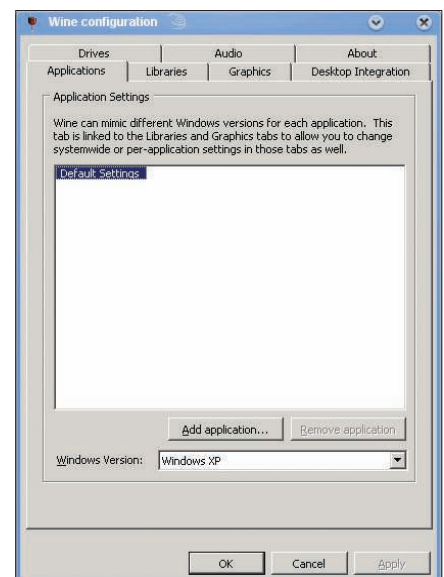 Wine configuration
Drives Audio About
Applications Libraries Graphics Desktop Integration
Application Settings
Wine can mimic different Windows versions for each application. This
tab is linked to the Libraries and Graphics tabs to allow you to change
systemwide or per-application settings in those tabs as well.
Default Settings
Add application... Remove application
Windows Version: Windows XP
OK Cancel Apply